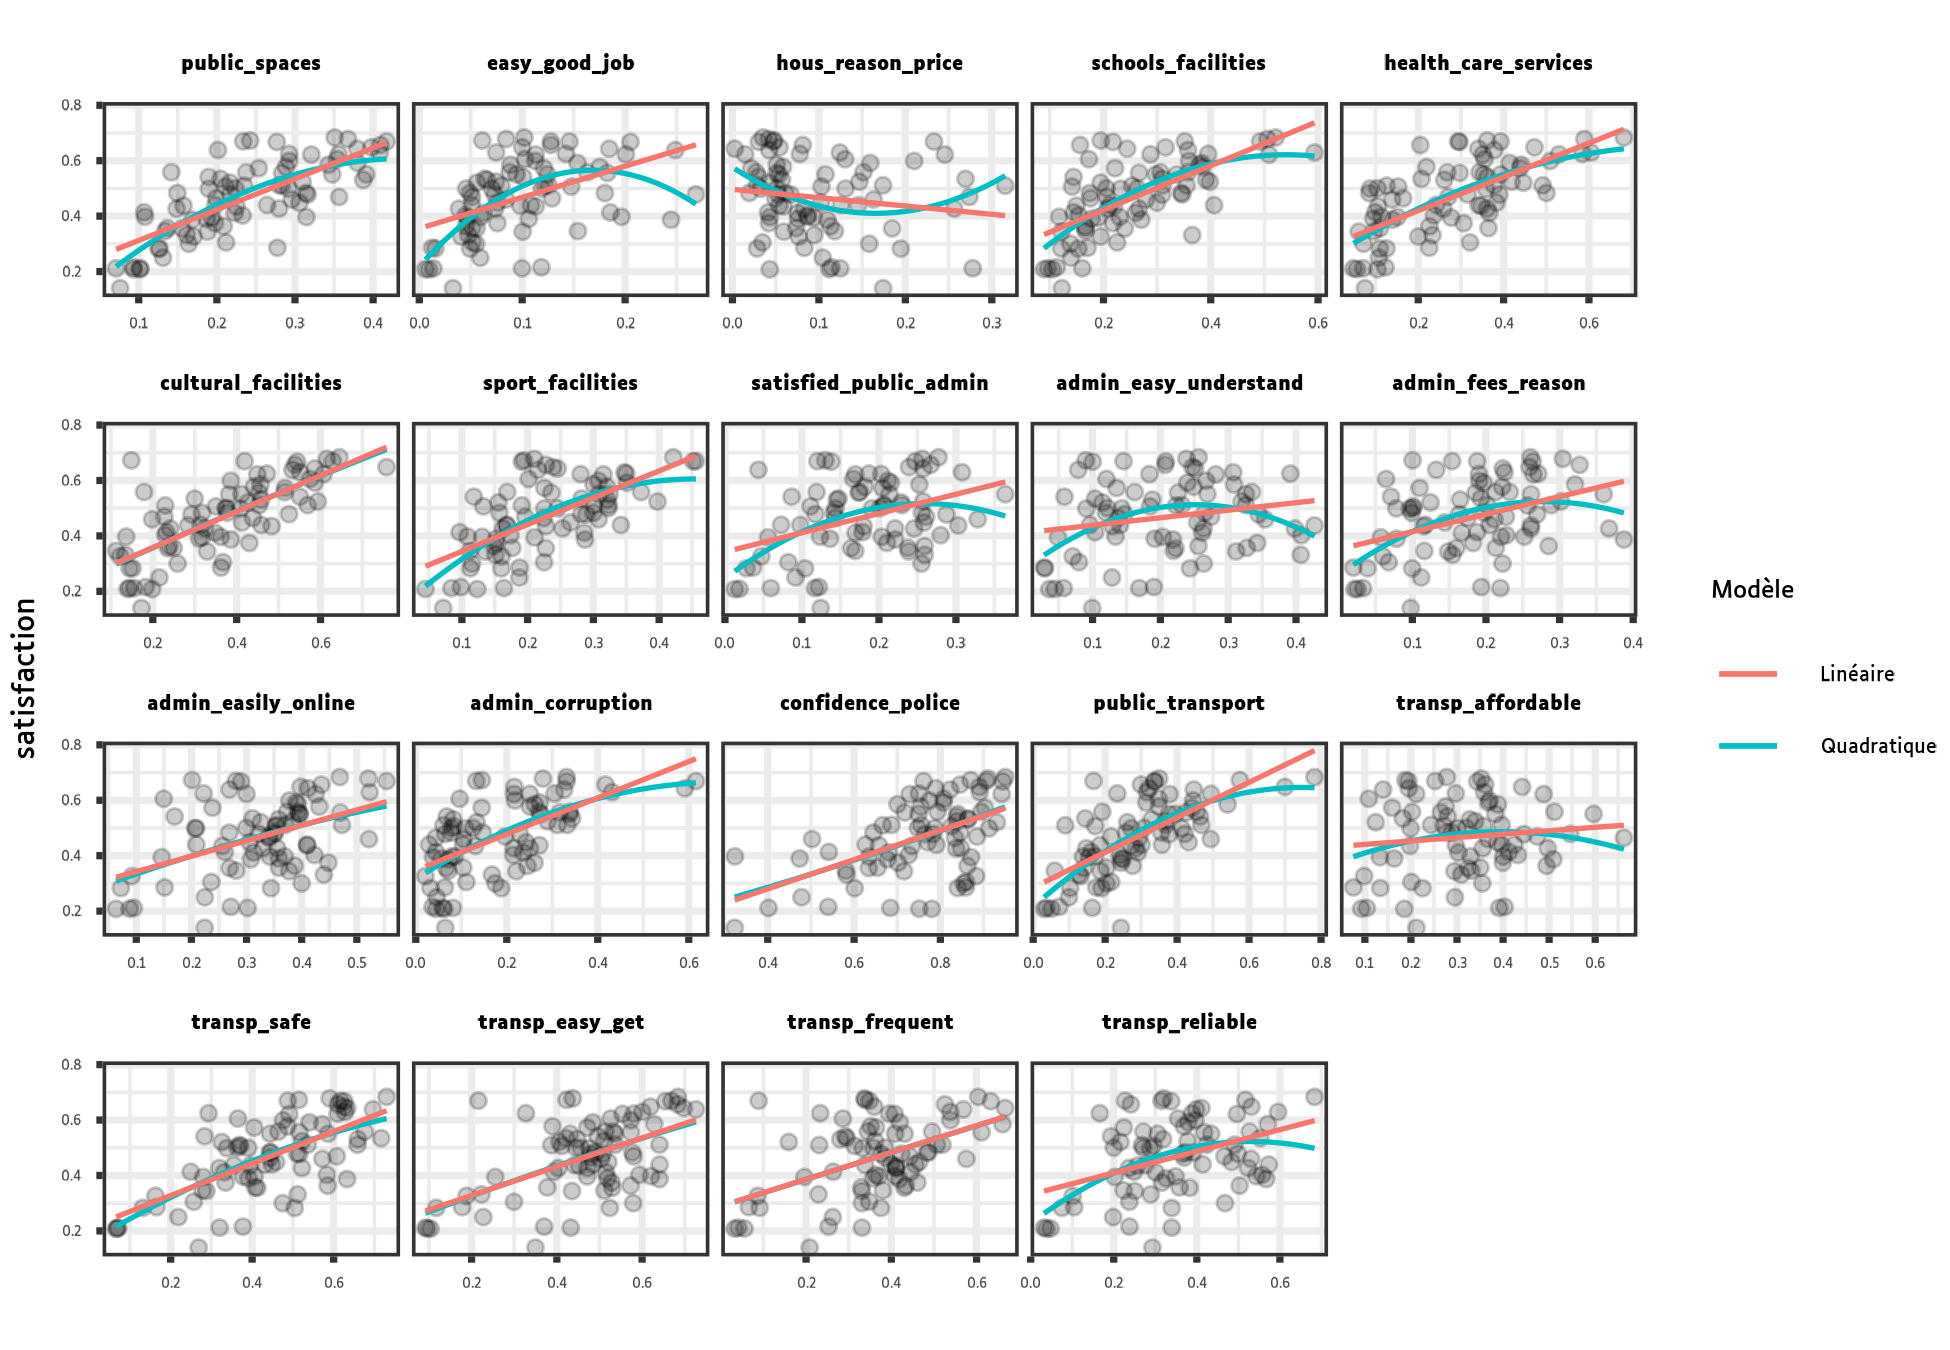 public_spaces easy_good_job hous_reason_price schools_facilities health_care_services
0.8
0.6
0.4
0.2
0.1 0.2 0.3 0.4 0.0 0.1 0.2 0.0 0.1 0.2 0.3 0.2 0.4 0.6 0.2 0.4 0.6
cultural_facilities sport_facilities satisfied_public_admin admin_easy_understand admin_fees_reason
0.8
0.6
0.4
0.2
0.2 0.4 0.6 0.1 0.2 0.3 0.4 0.0 0.1 0.2 0.3 0.1 0.2 0.3 0.4 0.1 0.2 0.3 0.4
satisfaction
Modèle
Linéaire
Quadratique
admin_easily_online admin_corruption confidence_police public_transport transp_affordable
0.8
0.6
0.4
0.2
0.1 0.2 0.3 0.4 0.5 0.0 0.2 0.4 0.6 0.4 0.6 0.8 0.0 0.2 0.4 0.6 0.8 0.1 0.2 0.3 0.4 0.5 0.6
transp_safe transp_easy_get transp_frequent transp_reliable
0.8
0.6
0.4
0.2
0.2 0.4 0.6 0.2 0.4 0.6 0.2 0.4 0.6 0.0 0.2 0.4 0.6